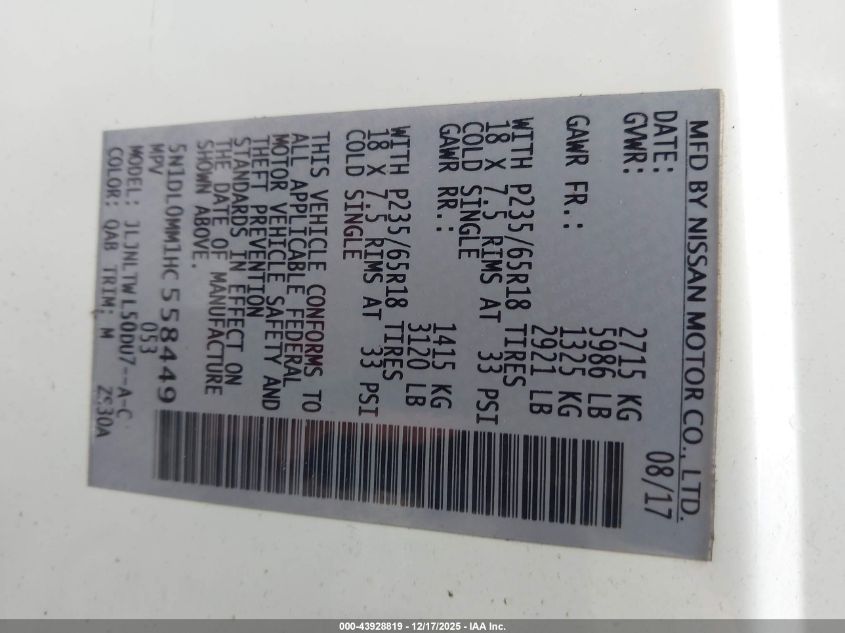 MFD BY NISSAN MOTOR CO., LTD.
DATE: 08/17
GVWR: 2715 KG
5986 LB
GAWR FR.: 1325 KG
2921 LB
WITH P235/65R18 TIRES
18 X 7.5 RIMS AT 33 PSI
COLD SINGLE
GAWR RR.: 1415 KG
3120 LB
WITH P235/65R18 TIRES
18 X 7.5 RIMS AT 33 PSI
COLD SINGLE
THIS VEHICLE CONFORMS TO
ALL APPLICABLE FEDERAL
MOTOR VEHICLE SAFETY AND
THEFT PREVENTION
STANDARDS IN EFFECT ON
THE DATE OF MANUFACTURE
SHOWN ABOVE.
5N1DL0MM1HC558449
MPV 053
MODEL: JLJNLTWL50DU7--A-C
COLOR: QAB TRIM: M Z530A
000-43928819 - 12/17/2025 - IAA Inc.